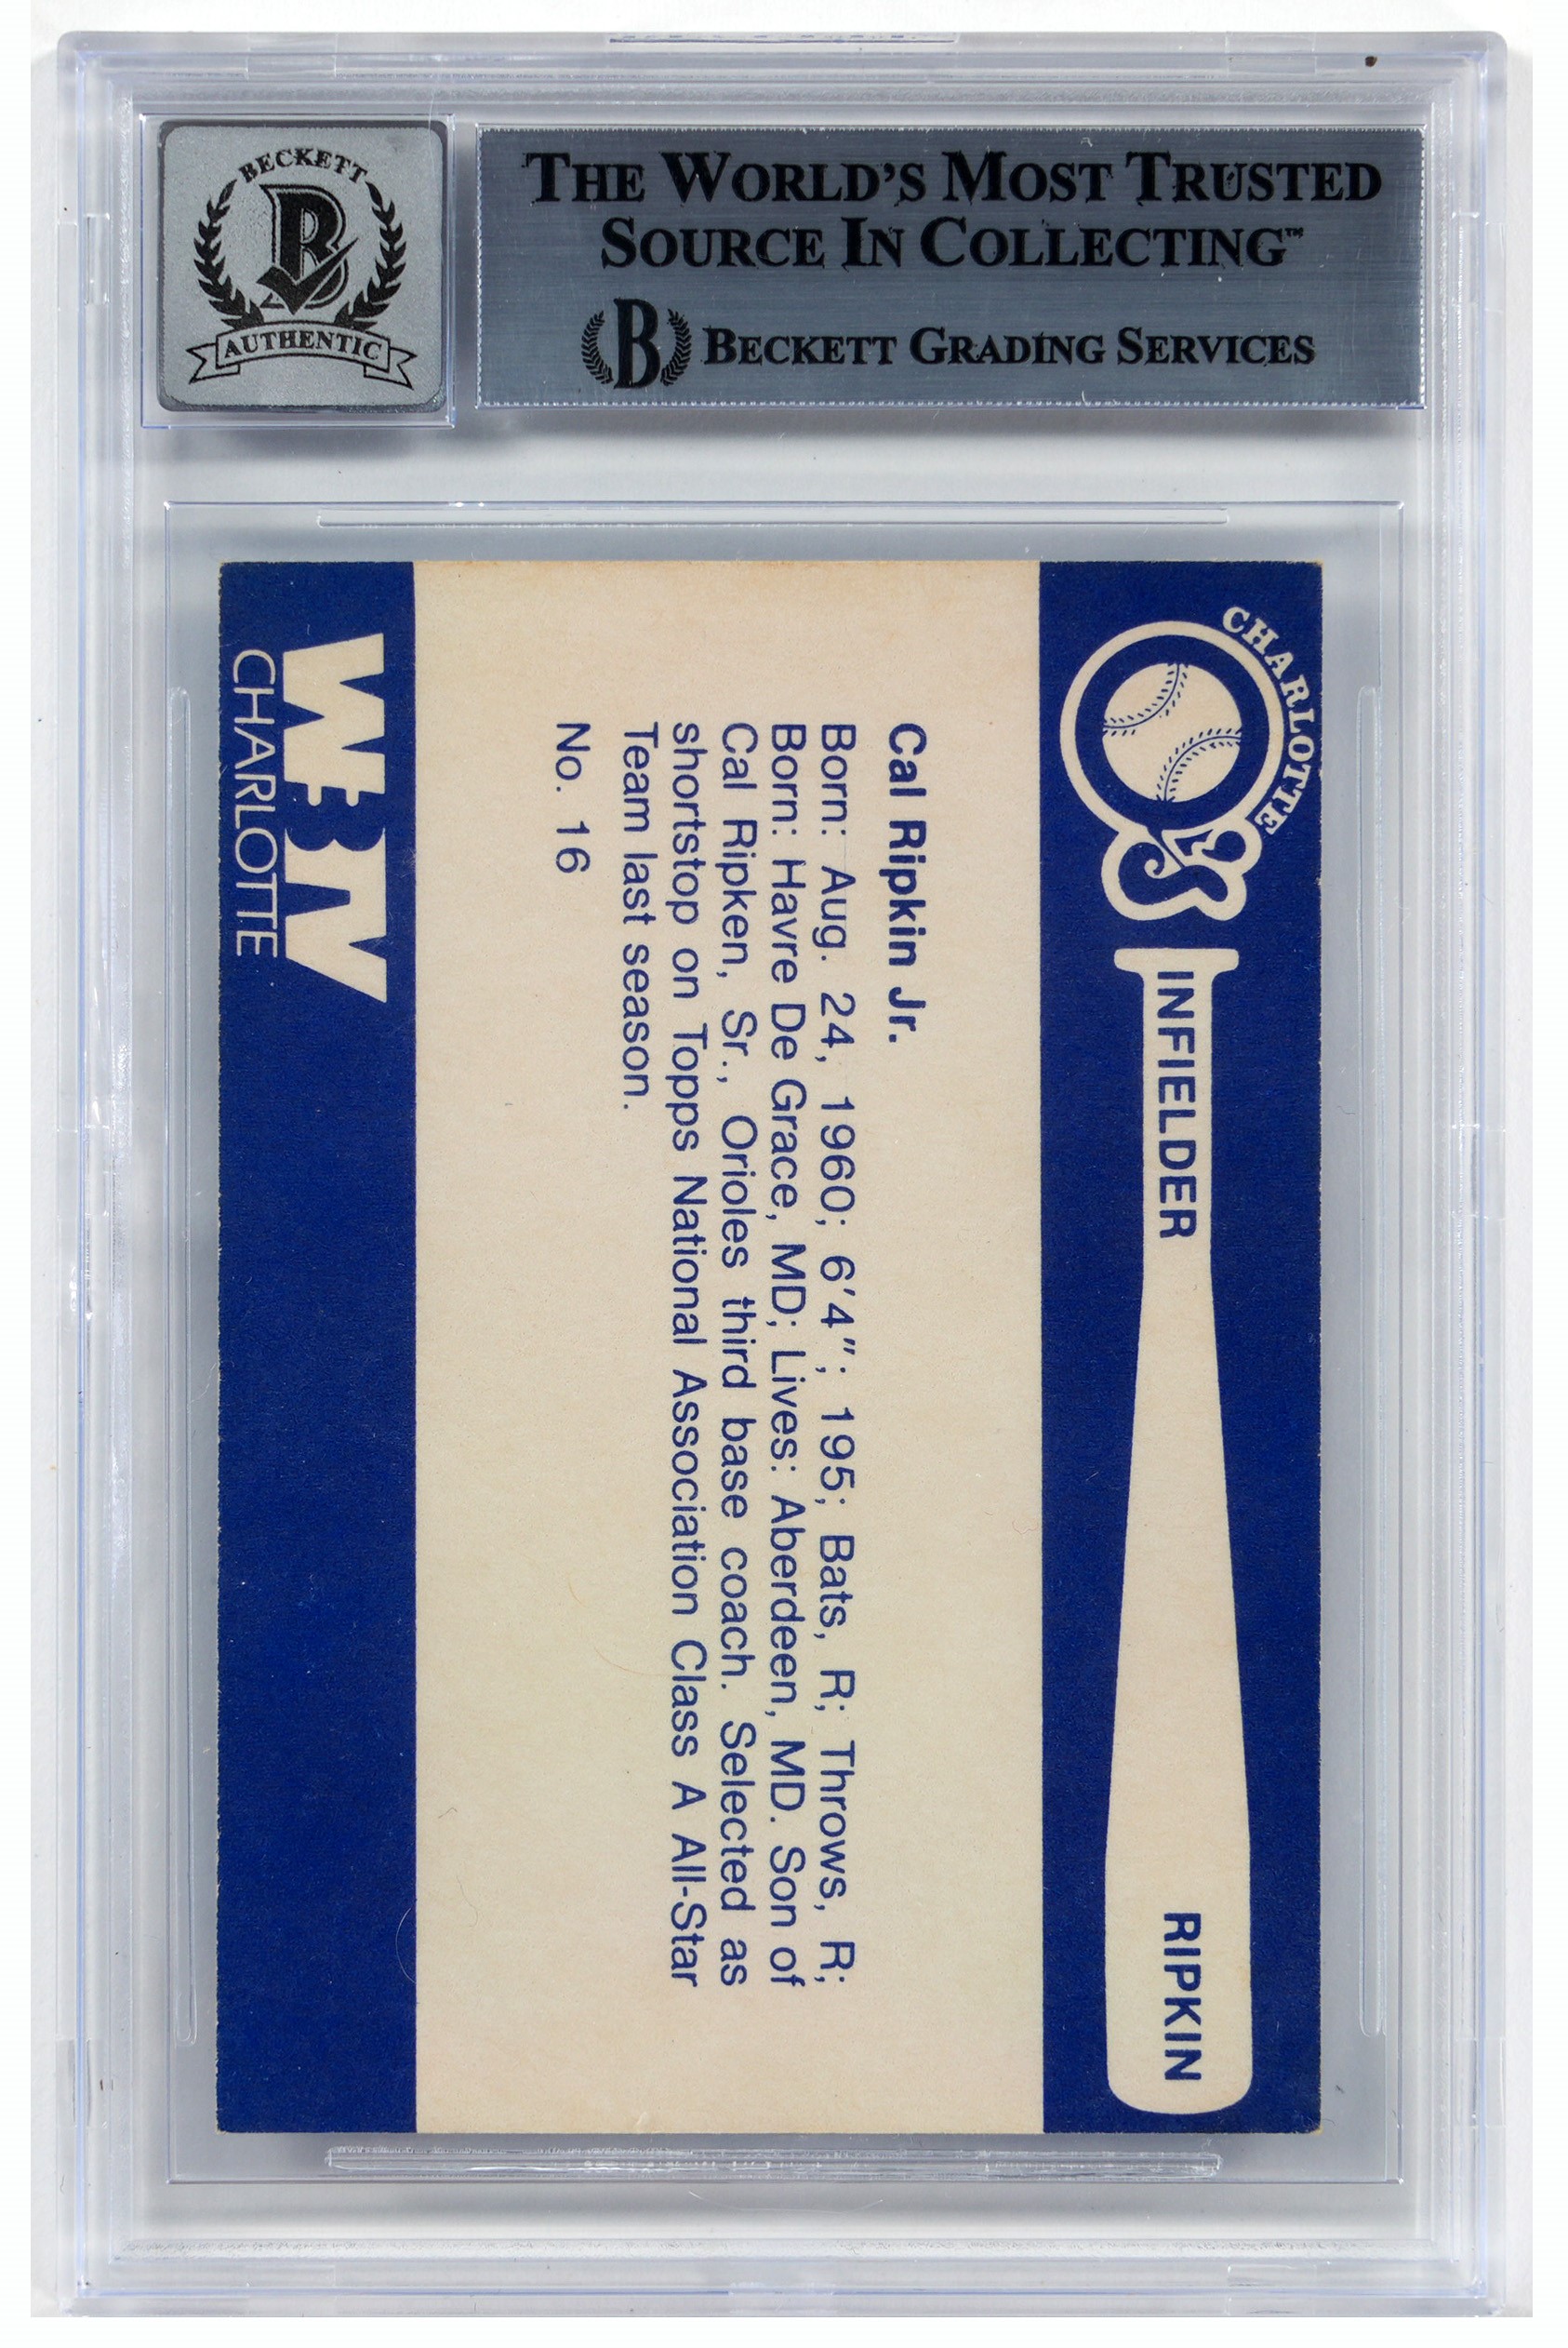 BECKETT
AUTHENTIC
THE WORLD'S MOST TRUSTED
SOURCE IN COLLECTING™
B BECKETT GRADING SERVICES
CHARLOTTE
O's
INFIELDER
RIPKIN
Cal Ripkin Jr.
Born: Aug. 24, 1960; 6'4"; 195; Bats, R; Throws, R;
Born: Havre De Grace, MD; Lives: Aberdeen, MD. Son of
Cal Ripken, Sr., Orioles third base coach. Selected as
shortstop on Topps National Association Class A All-Star
Team last season.
No. 16
WBTV
CHARLOTTE